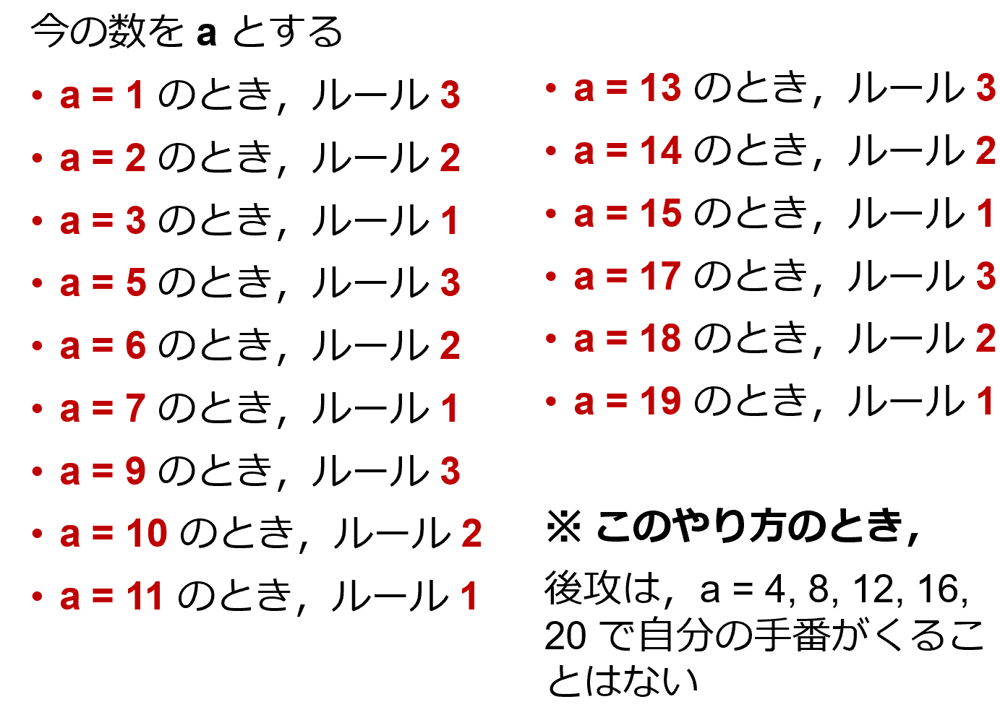 今の数を a とする
• a = 1 のとき，ルール 3
• a = 2 のとき，ルール 2
• a = 3 のとき，ルール 1
• a = 5 のとき，ルール 3
• a = 6 のとき，ルール 2
• a = 7 のとき，ルール 1
• a = 9 のとき，ルール 3
• a = 10 のとき，ルール 2
• a = 11 のとき，ルール 1
• a = 13 のとき，ルール 3
• a = 14 のとき，ルール 2
• a = 15 のとき，ルール 1
• a = 17 のとき，ルール 3
• a = 18 のとき，ルール 2
• a = 19 のとき，ルール 1
※ このやり方のとき，
後攻は，a = 4, 8, 12, 16,
20 で自分の手番がくるこ
とはない